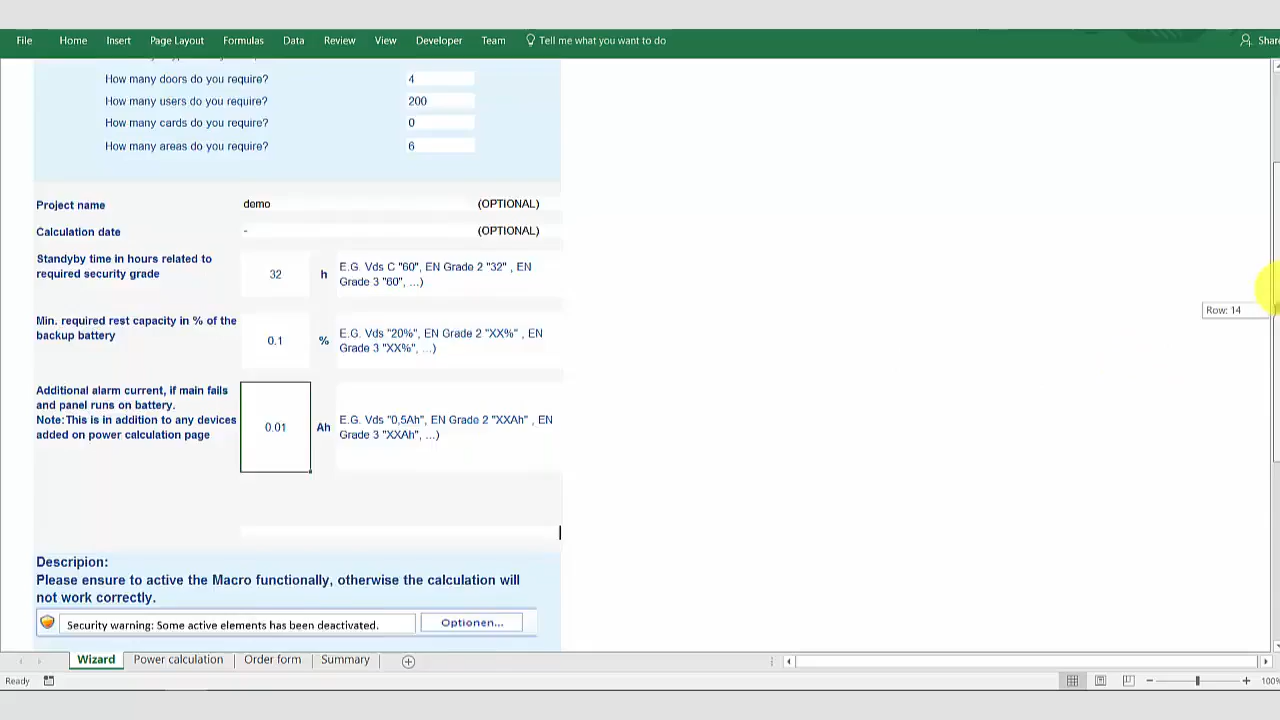 File Home Insert Page Layout Formulas Data Review View Developer Team Tell me what you want to do Share
How many doors do you require? 4
How many users do you require? 200
How many cards do you require? 0
How many areas do you require? 6
Project name demo (OPTIONAL)
Calculation date - (OPTIONAL)
Standyby time in hours related to
required security grade
32 h
E.G. Vds C "60", EN Grade 2 "32" , EN
Grade 3 "60", ...)
Min. required rest capacity in % of the
backup battery
0.1 %
E.G. Vds "20%", EN Grade 2 "XX%" , EN
Grade 3 "XX%", ...)
Additional alarm current, if main fails
and panel runs on battery.
Note:This is in addition to any devices
added on power calculation page
0.01 Ah
E.G. Vds "0,5Ah", EN Grade 2 "XXAh" , EN
Grade 3 "XXAh", ...)
Row: 14
Descripion:
Please ensure to active the Macro functionally, otherwise the calculation will
not work correctly.
Security warning: Some active elements has been deactivated. Optionen...
Wizard Power calculation Order form Summary
Ready 100%